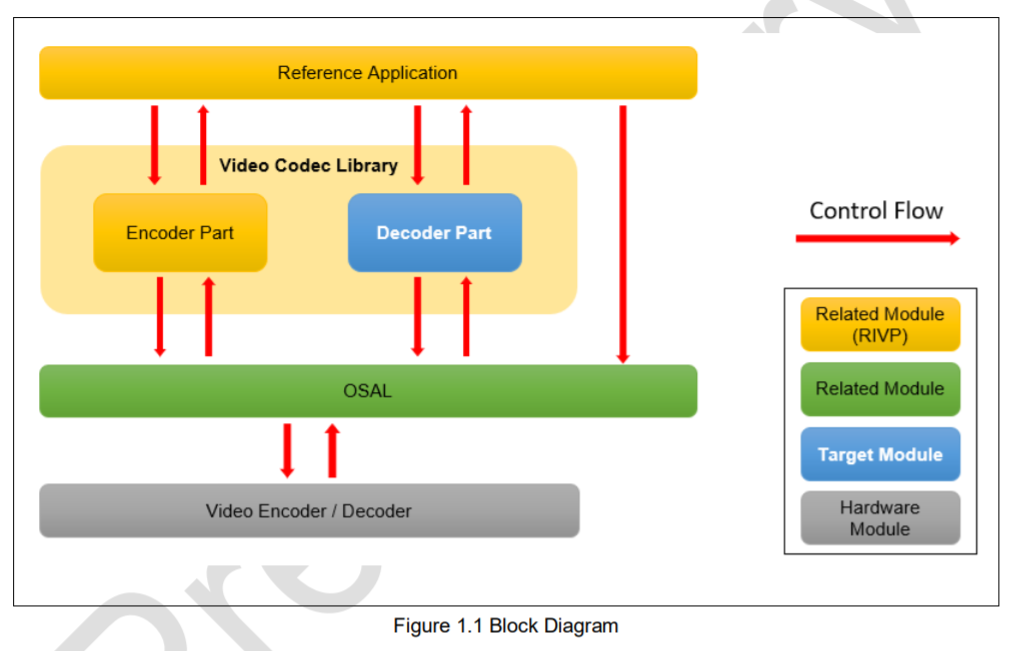 Reference Application
Video Codec Library
Encoder Part
Decoder Part
Control Flow
OSAL
Video Encoder / Decoder
Related Module
(RIVP)
Related Module
Target Module
Hardware
Module
Figure 1.1 Block Diagram